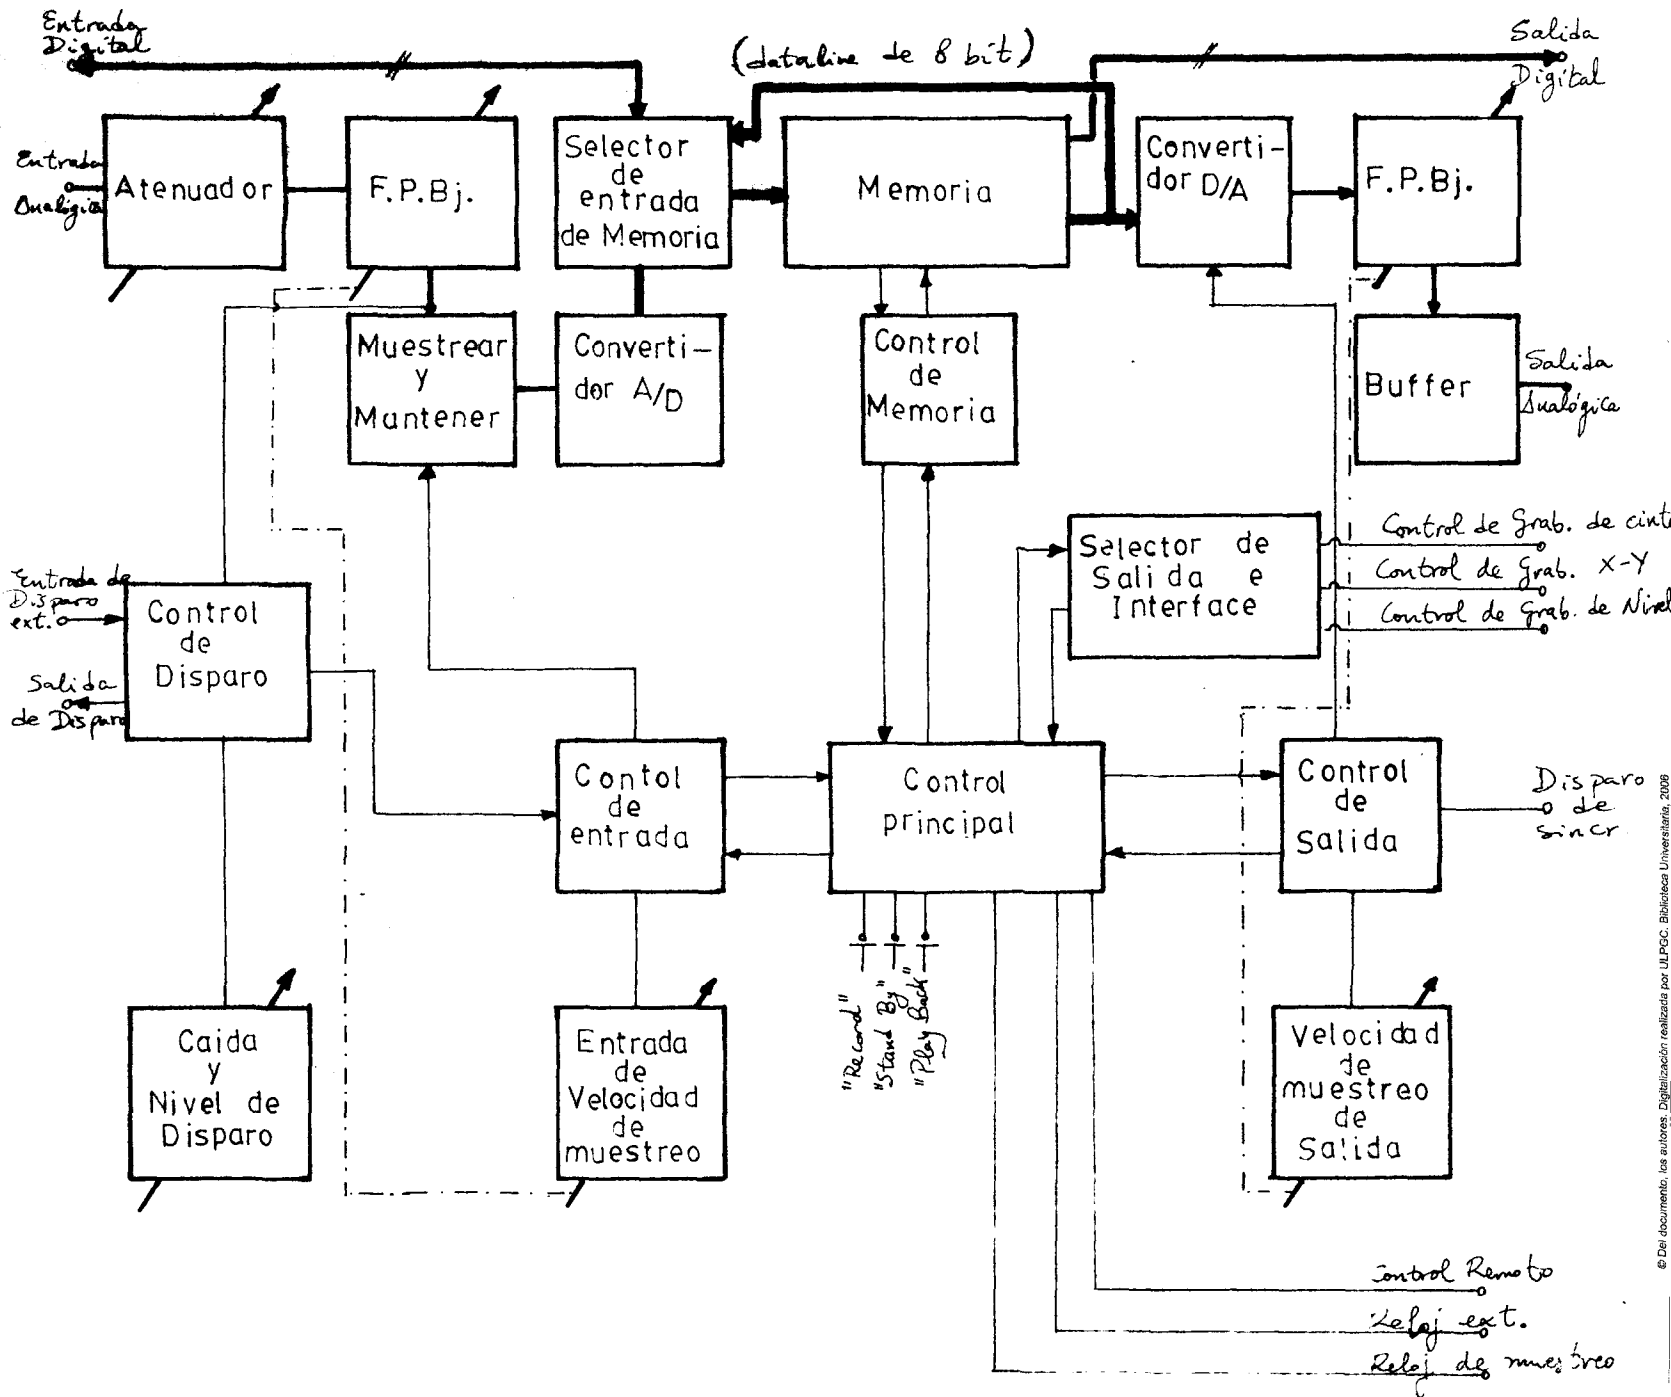 Entrada
Digital
(dataline de 8 bit)
Salida
Digital
Entrada
Analógica
Atenuador
F.P.Bj.
Selector
de
entrada
de Memoria
Memoria
Converti-
dor D/A
F.P.Bj.
Muestrear
y
Mantener
Converti-
dor A/D
Control
de
Memoria
Buffer
Salida
Analógica
Selector de
Salida e
Interface
Control de Grab. de cinta
Control de Grab. X-Y
Control de Grab. de Nivel
Entrada de
Disparo
ext.
Salida
de Disparo
Control
de
Disparo
Contol
de
entrada
Control
principal
Control
de
Salida
Disparo
de
sincr.
"Record"
"Stand By"
"Play Back"
Caida
y
Nivel de
Disparo
Entrada
de
Velocidad
de
muestreo
Velocidad
de
muestreo
de
Salida
Control Remoto
Reloj ext.
Reloj de muestreo
© Del documento, los autores. Digitalización realizada por ULPGC. Biblioteca Universitaria, 2006